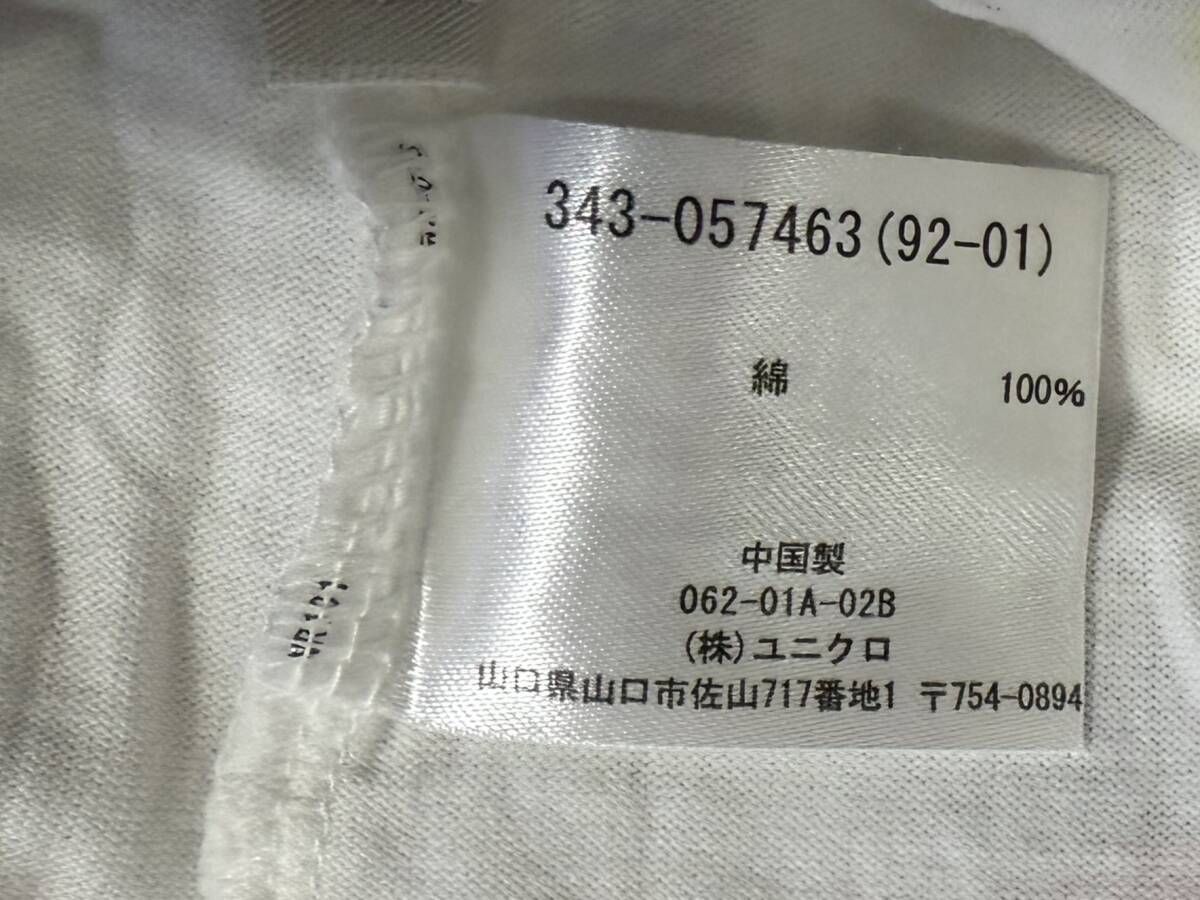 343-057463(92-01)
綿 100%
中国製
062-01A-02B
(株)ユニクロ
山口県山口市佐山717番地1 〒754-0894